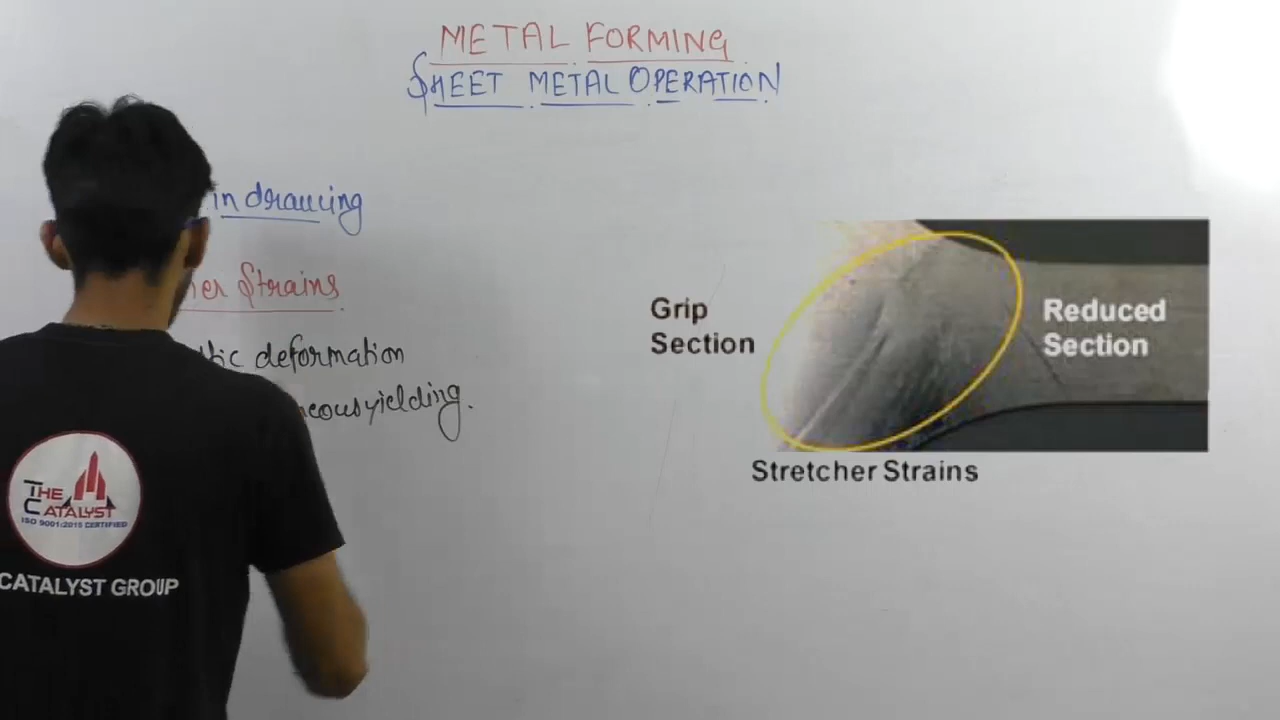 METAL FORMING
SHEET METAL OPERATION
in drawing
Strains
deformation
yielding.
Grip
Section
Reduced
Section
Stretcher Strains
THE
CATALYST
ISO 9001:2015 CERTIFIED
CATALYST GROUP